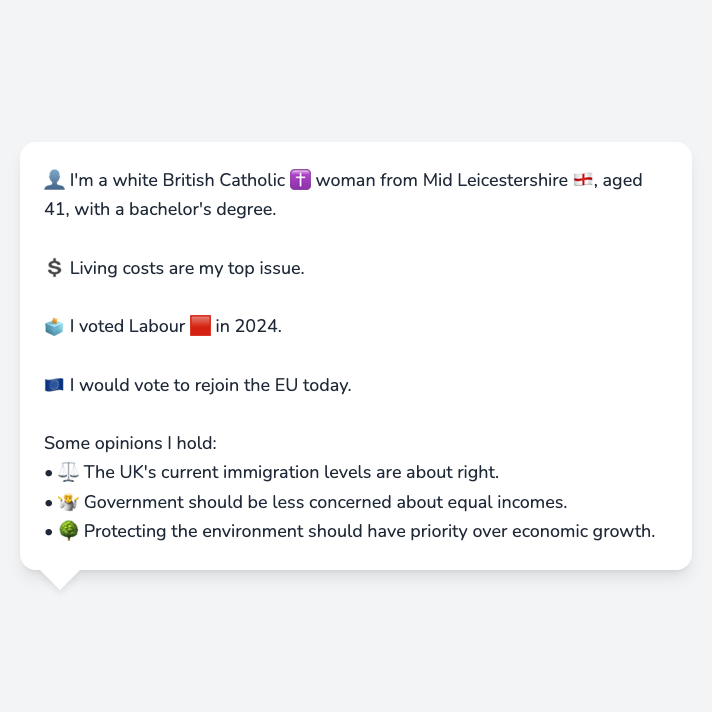 👤 I'm a white British Catholic ✝️ woman from Mid Leicestershire 🏴󠁧󠁢󠁥󠁮󠁧󠁿, aged
41, with a bachelor's degree.
💲 Living costs are my top issue.
🗳️ I voted Labour 🟥 in 2024.
🇪🇺 I would vote to rejoin the EU today.
Some opinions I hold:
• ⚖️ The UK's current immigration levels are about right.
• 🤷 Government should be less concerned about equal incomes.
• 🌳 Protecting the environment should have priority over economic growth.